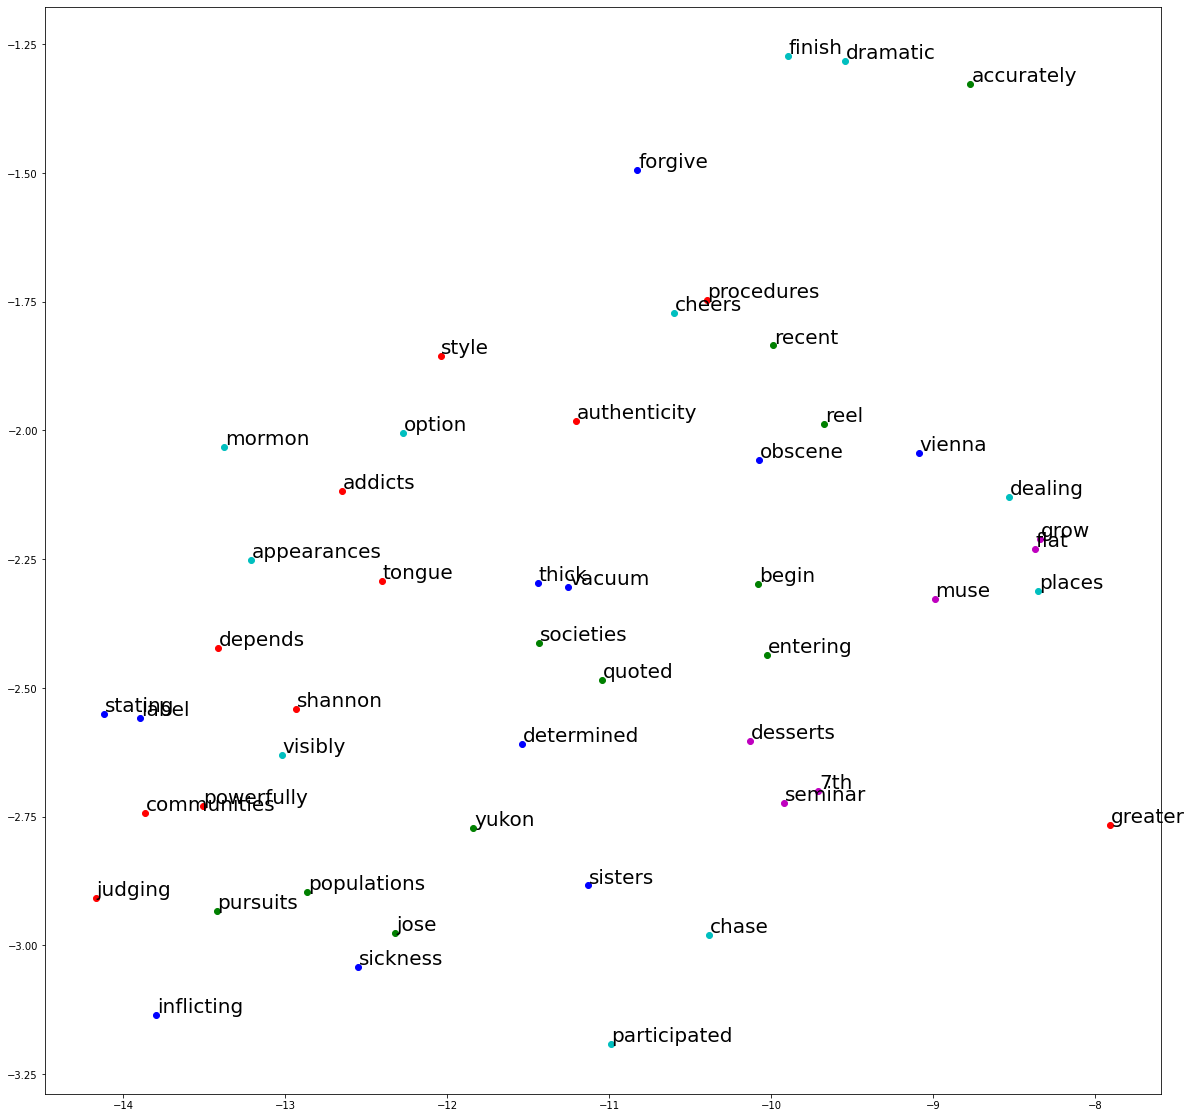 −1.25
finish
dramatic
accurately
−1.50
forgive
procedures
−1.75
cheers
recent
style
reel
authenticity
−2.00
option
mormon
obscene
vienna
addicts
dealing
grow
flat
appearances
−2.25
tongue
thick
vacuum
begin
places
muse
depends
societies
entering
quoted
−2.50
stating
label
shannon
visibly
determined
desserts
7th
seminar
powerfully
communities
−2.75
yukon
greater
judging
populations
pursuits
sisters
jose
chase
−3.00
sickness
inflicting
participated
−3.25
−14 −13 −12 −11 −10 −9 −8